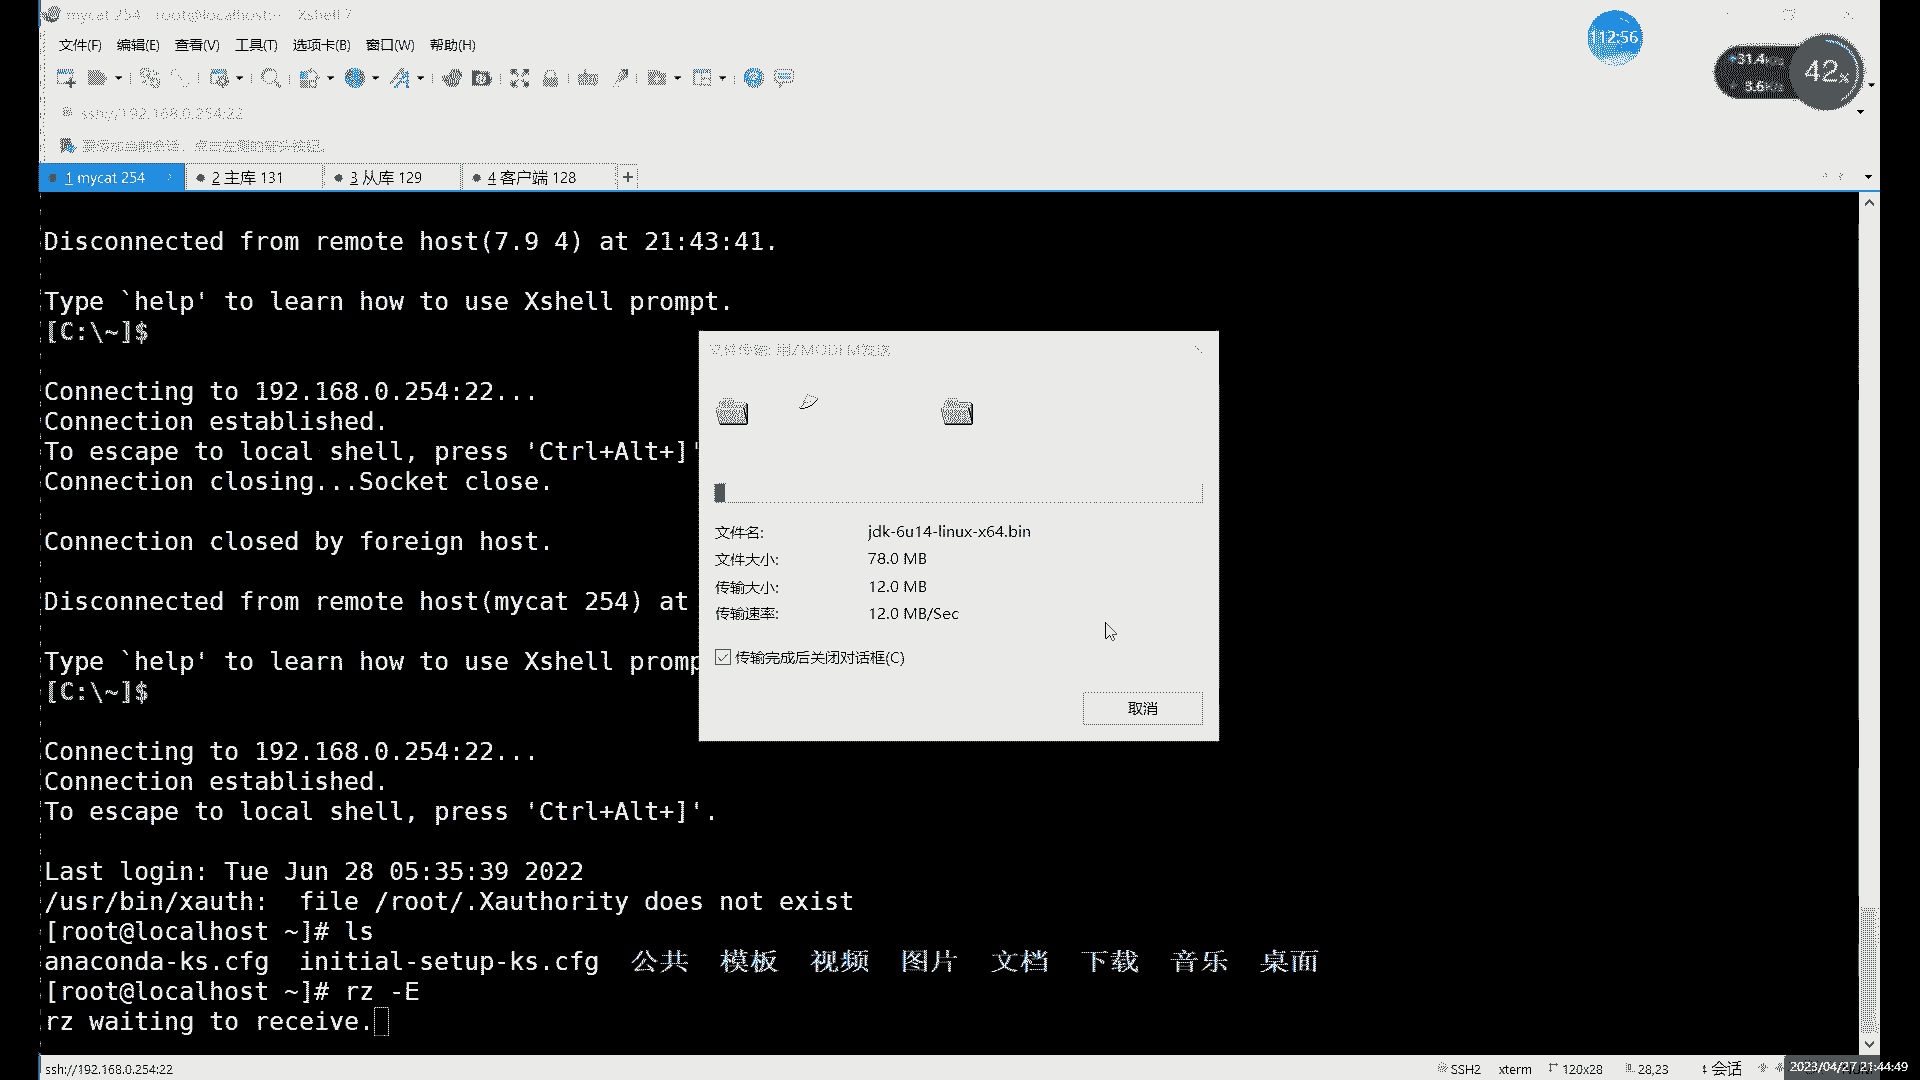 mycat 254 - root@localhost:~ - Xshell 7
文件(F) 编辑(E) 查看(V) 工具(T) 选项卡(B) 窗口(W) 帮助(H)
112:56
31.4K/s
42%
ssh://192.168.0.254:22
1 mycat 254 2 主库 131 3 从库 129 4 客户端 128 +
Disconnected from remote host(7.9 4) at 21:43:41.
Type `help' to learn how to use Xshell prompt.
[C:\~]$
Connecting to 192.168.0.254:22...
Connection established.
To escape to local shell, press 'Ctrl+Alt+]'
Connection closing...Socket close.
Connection closed by foreign host.
Disconnected from remote host(mycat 254) at
Type `help' to learn how to use Xshell promp
[C:\~]$
Connecting to 192.168.0.254:22...
Connection established.
To escape to local shell, press 'Ctrl+Alt+]'.
Last login: Tue Jun 28 05:35:39 2022
/usr/bin/xauth:  file /root/.Xauthority does not exist
[root@localhost ~]# ls
anaconda-ks.cfg  initial-setup-ks.cfg  公共  模板  视频  图片  文档  下载  音乐  桌面
[root@localhost ~]# rz -E
rz waiting to receive.
文件传输: 用ZMODEM发送
文件名: jdk-6u14-linux-x64.bin
文件大小: 78.0 MB
传输大小: 12.0 MB
传输速率: 12.0 MB/Sec
传输完成后关闭对话框(C)
取消
ssh://192.168.0.254:22 SSH2 xterm 120x28 28,23 会话
2023/04/27 21:44:49